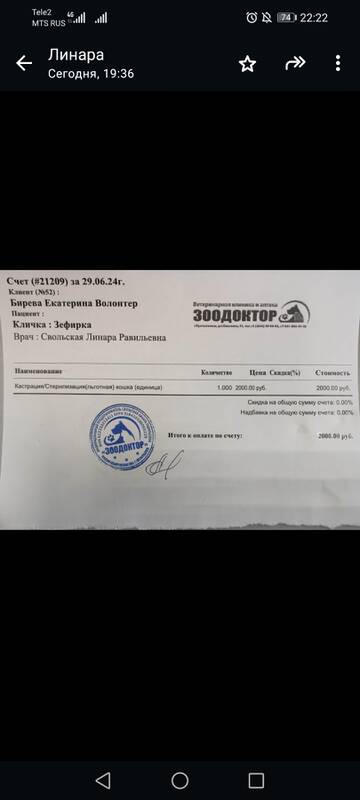 Tele2
MTS RUS
4G
74
22:22
Линара
Сегодня, 19:36
Счет (#21209) за 29.06.24г.
Клиент (№52) :
Бирева Екатерина Волонтер
Пациент :
Кличка : Зефирка
Врач : Свольская Линара Равильевна
Ветеринарная клиника и аптека
ЗООДОКТОР
Наименование Количество Цена Скидка(%) Стоимость
Кастрация/Стерилизация(льготная) кошка (единица) 1.000 2000.00 руб. 2000.00 руб.
Скидка на общую сумму счета: 0.00%
Надбавка на общую сумму счета: 0.00%
Итого к оплате по счету: 2000.00 руб.
ЗООДОКТОР